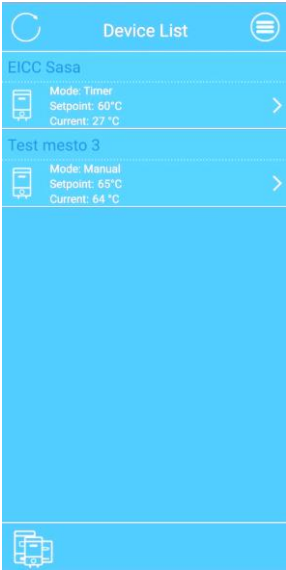 Device List
EICC Sasa
Mode: Timer
Setpoint: 60°C
Current: 27 °C
Test mesto 3
Mode: Manual
Setpoint: 65°C
Current: 64 °C